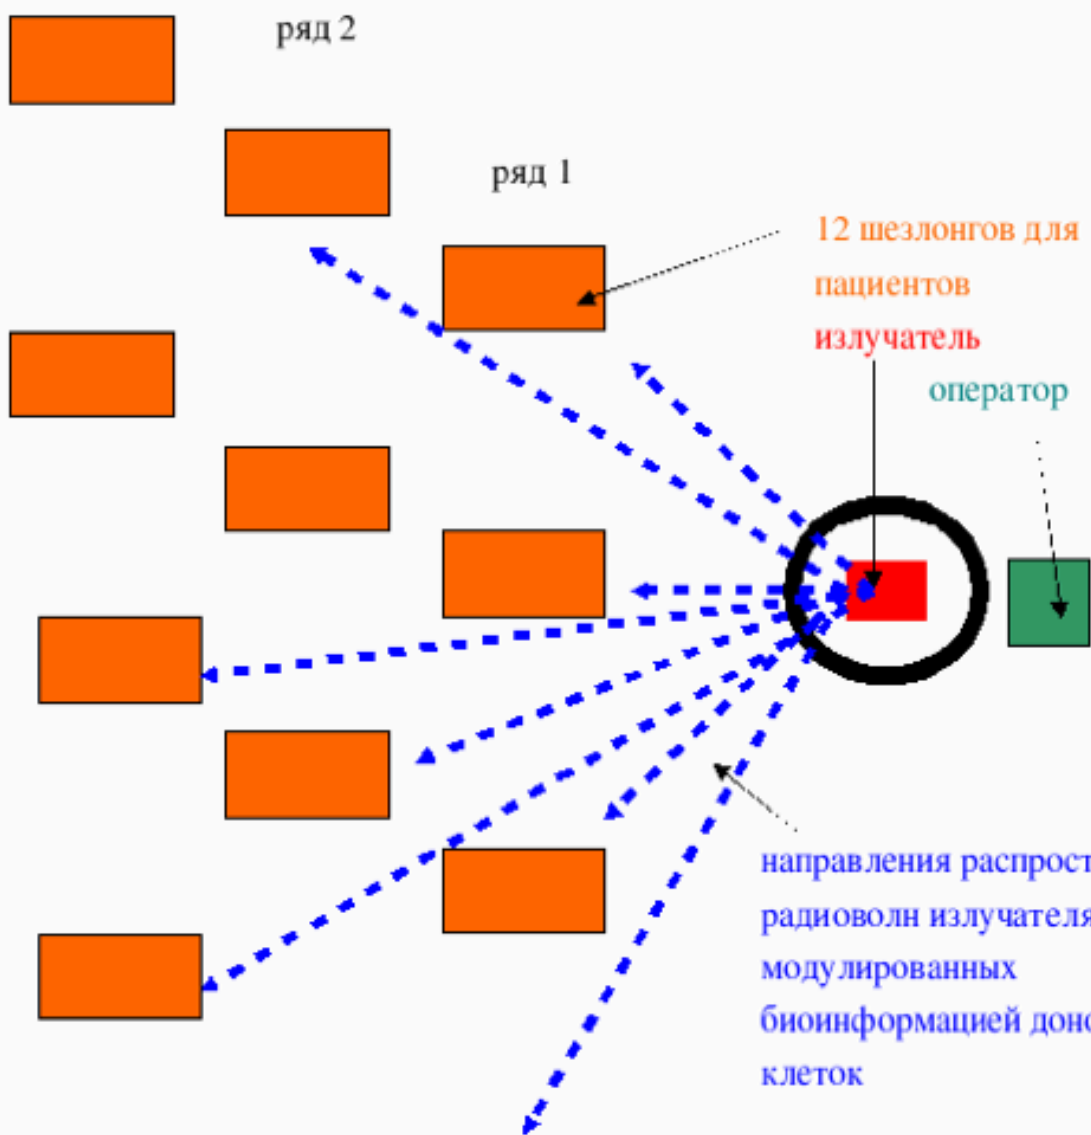 ряд 2
ряд 1
12 шезлонгов для
пациентов
излучатель
оператор
направления распрост
радиоволн излучателя
модулированных
биоинформацией доно
клеток